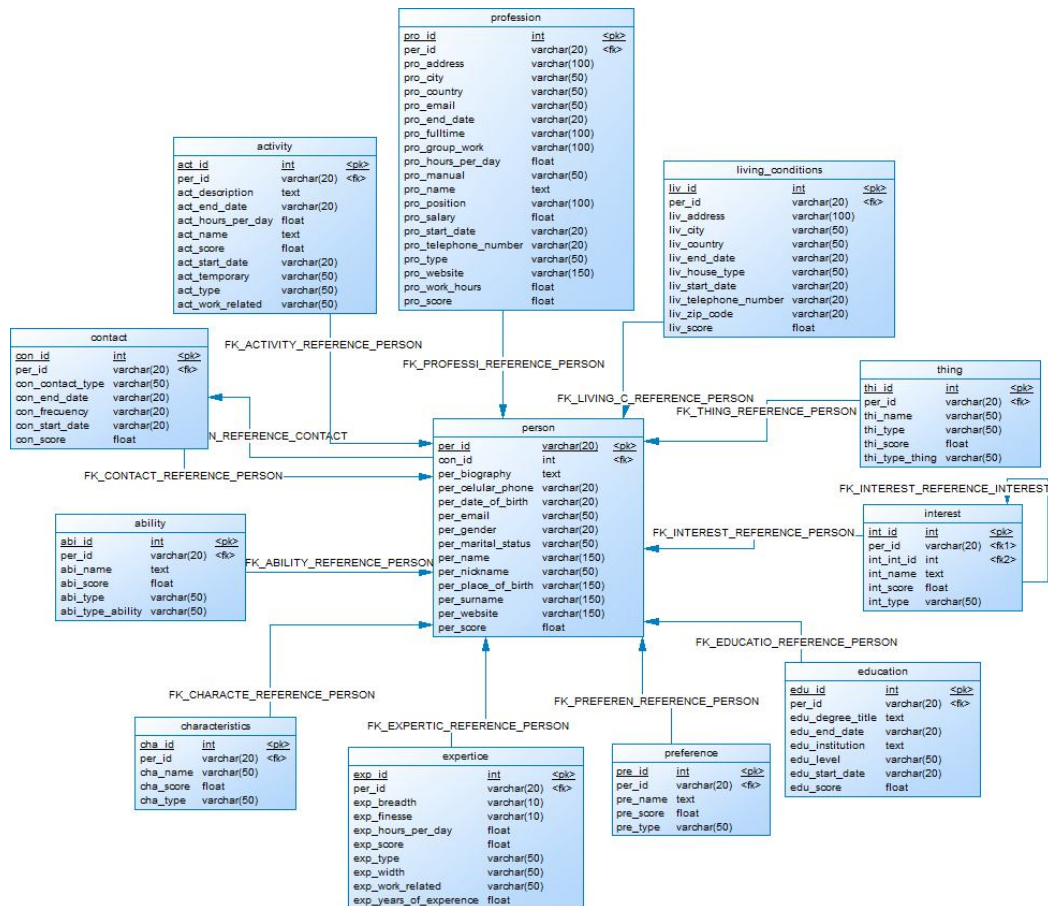 profession
pro_id int <pk>
per_id varchar(20) <fk>
pro_address varchar(100)
pro_city varchar(50)
pro_country varchar(50)
pro_email varchar(50)
pro_end_date varchar(20)
pro_fulltime varchar(100)
pro_group_work varchar(100)
pro_hours_per_day float
pro_manual varchar(50)
pro_name text
pro_position varchar(100)
pro_salary float
pro_start_date varchar(20)
pro_telephone_number varchar(20)
pro_type varchar(50)
pro_website varchar(150)
pro_work_hours float
pro_score float
activity
act_id int <pk>
per_id varchar(20) <fk>
act_description text
act_end_date varchar(20)
act_hours_per_day float
act_name text
act_score float
act_start_date varchar(20)
act_temporary varchar(50)
act_type varchar(50)
act_work_related varchar(50)
living_conditions
liv_id int <pk>
per_id varchar(20) <fk>
liv_address varchar(100)
liv_city varchar(50)
liv_country varchar(50)
liv_end_date varchar(20)
liv_house_type varchar(50)
liv_start_date varchar(20)
liv_telephone_number varchar(20)
liv_zip_code varchar(20)
liv_score float
contact
con_id int <pk>
per_id varchar(20) <fk>
con_contact_type varchar(50)
con_end_date varchar(20)
con_frecuency varchar(20)
con_start_date varchar(20)
con_score float
FK_ACTIVITY_REFERENCE_PERSON
FK_PROFESSI_REFERENCE_PERSON
FK_LIVING_C_REFERENCE_PERSON
FK_THING_REFERENCE_PERSON
thing
thi_id int <pk>
per_id varchar(20) <fk>
thi_name varchar(50)
thi_type varchar(50)
thi_score float
thi_type_thing varchar(50)
N_REFERENCE_CONTACT
FK_CONTACT_REFERENCE_PERSON
person
per_id varchar(20) <pk>
con_id int <fk>
per_biography text
per_celular_phone varchar(20)
per_date_of_birth varchar(20)
per_email varchar(50)
per_gender varchar(20)
per_marital_status varchar(50)
per_name varchar(150)
per_nickname varchar(50)
per_place_of_birth varchar(150)
per_surname varchar(150)
per_website varchar(150)
per_score float
FK_INTEREST_REFERENCE_INTEREST
FK_INTEREST_REFERENCE_PERSON
interest
int_id int <pk>
per_id varchar(20) <fk1>
int_int_id int <fk2>
int_name text
int_score float
int_type varchar(50)
ability
abi_id int <pk>
per_id varchar(20) <fk>
abi_name text
abi_score float
abi_type varchar(50)
abi_type_ability varchar(50)
FK_ABILITY_REFERENCE_PERSON
FK_EDUCATIO_REFERENCE_PERSON
education
edu_id int <pk>
per_id varchar(20) <fk>
edu_degree_title text
edu_end_date varchar(20)
edu_institution text
edu_level varchar(50)
edu_start_date varchar(20)
edu_score float
FK_CHARACTE_REFERENCE_PERSON
FK_EXPERTIC_REFERENCE_PERSON
FK_PREFEREN_REFERENCE_PERSON
characteristics
cha_id int <pk>
per_id varchar(20) <fk>
cha_name varchar(50)
cha_score float
cha_type varchar(50)
expertice
exp_id int <pk>
per_id varchar(20) <fk>
exp_breadth varchar(10)
exp_finesse varchar(10)
exp_hours_per_day float
exp_score float
exp_type varchar(50)
exp_width varchar(50)
exp_work_related varchar(50)
exp_years_of_experence float
preference
pre_id int <pk>
per_id varchar(20) <fk>
pre_name text
pre_score float
pre_type varchar(50)